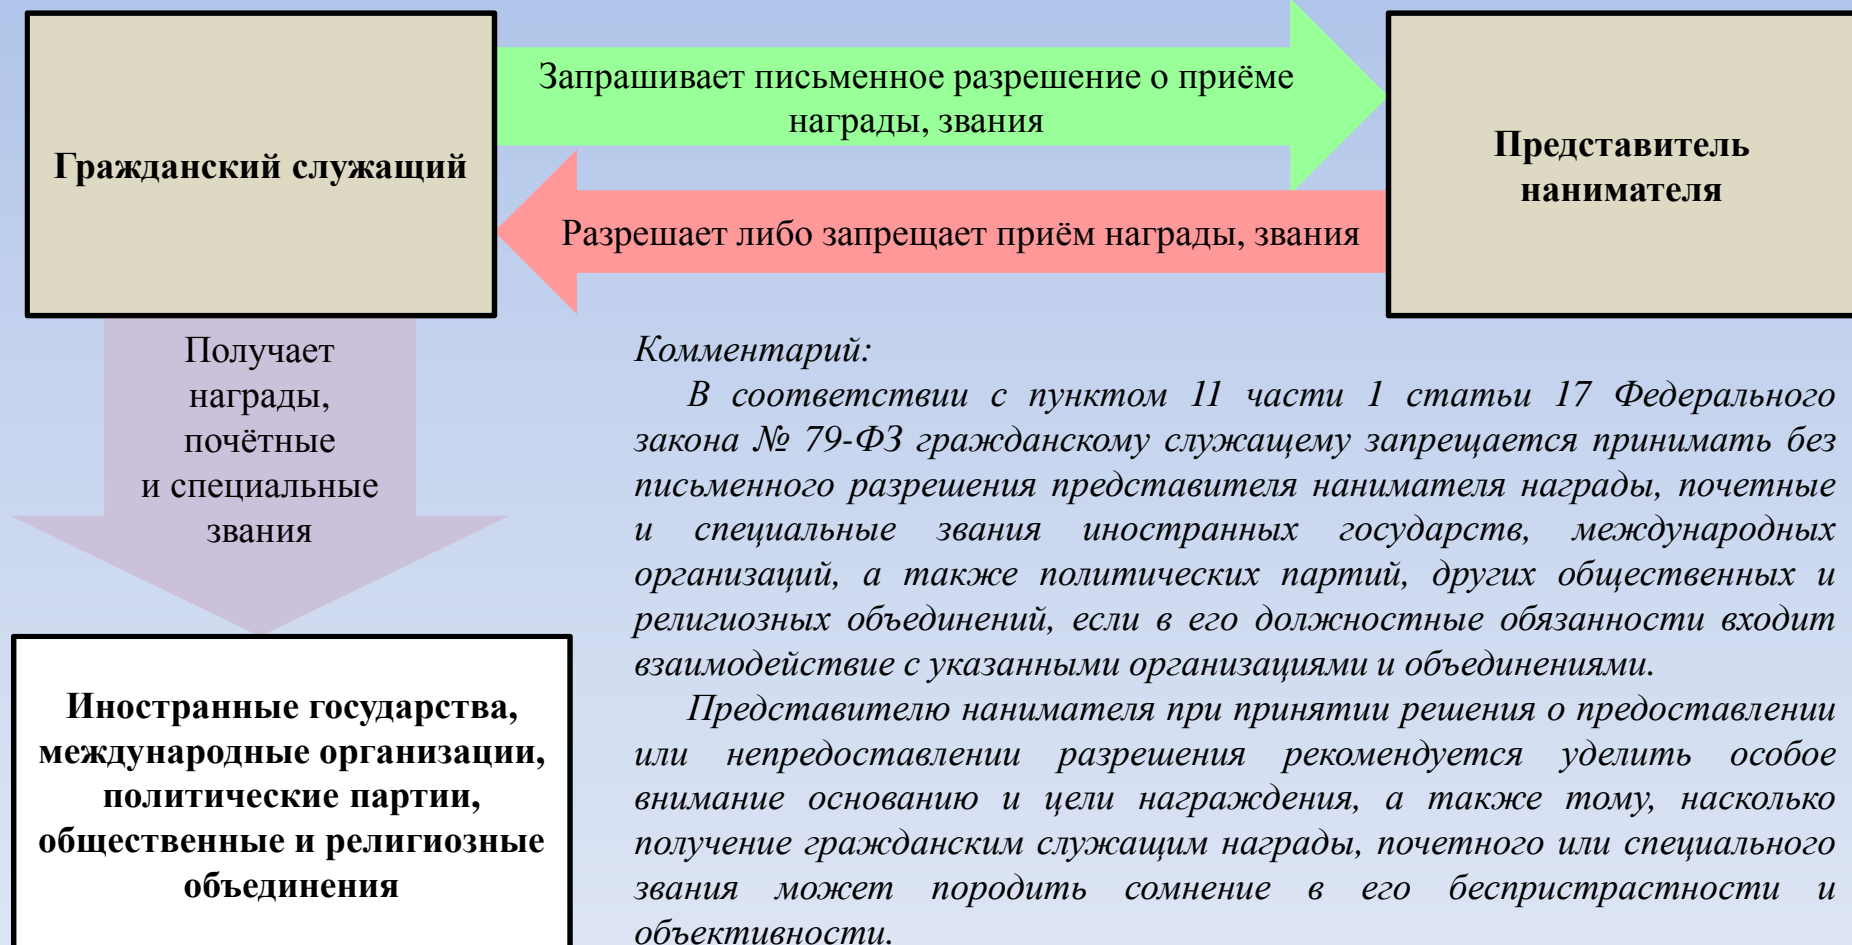 Гражданский служащий
Запрашивает письменное разрешение о приёме
награды, звания
Разрешает либо запрещает приём награды, звания
Представитель
нанимателя
Получает
награды,
почётные
и специальные
звания
Иностранные государства,
международные организации,
политические партии,
общественные и религиозные
объединения
Комментарий:
В соответствии с пунктом 11 части 1 статьи 17 Федерального
закона № 79-ФЗ гражданскому служащему запрещается принимать без
письменного разрешения представителя нанимателя награды, почетные
и специальные звания иностранных государств, международных
организаций, а также политических партий, других общественных и
религиозных объединений, если в его должностные обязанности входит
взаимодействие с указанными организациями и объединениями.
Представителю нанимателя при принятии решения о предоставлении
или непредоставлении разрешения рекомендуется уделить особое
внимание основанию и цели награждения, а также тому, насколько
получение гражданским служащим награды, почетного или специального
звания может породить сомнение в его беспристрастности и
объективности.